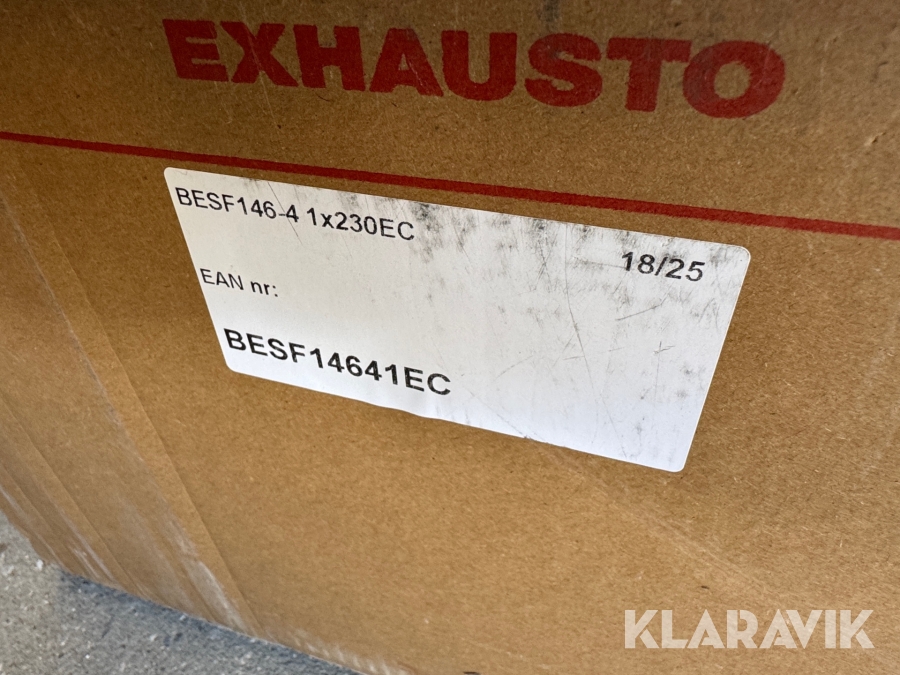 EXHAUSTO
BESF146-4 1x230EC
18/25
EAN nr:
BESF14641EC
KLARAVIK